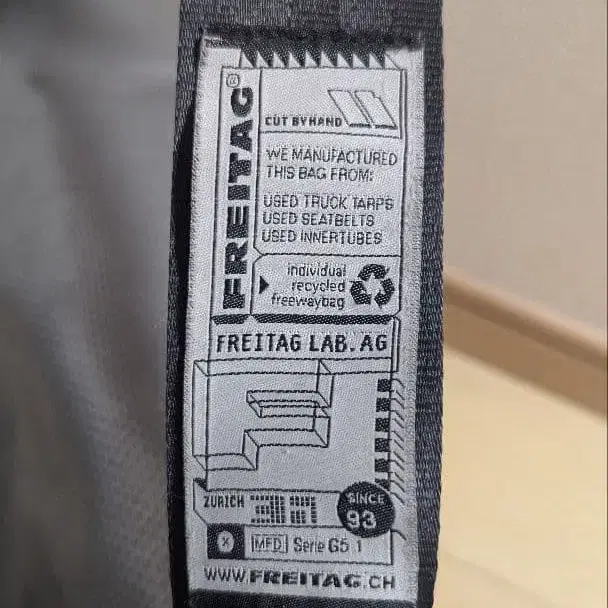 FREITAG®
CUT BY HAND
WE MANUFACTURED
THIS BAG FROM:
USED TRUCK TARPS
USED SEATBELTS
USED INNERTUBES
individual
recycled
freewaybag
FREITAG LAB. AG
ZURICH
SINCE
93
X MFD Serie G5.1
WWW.FREITAG.CH